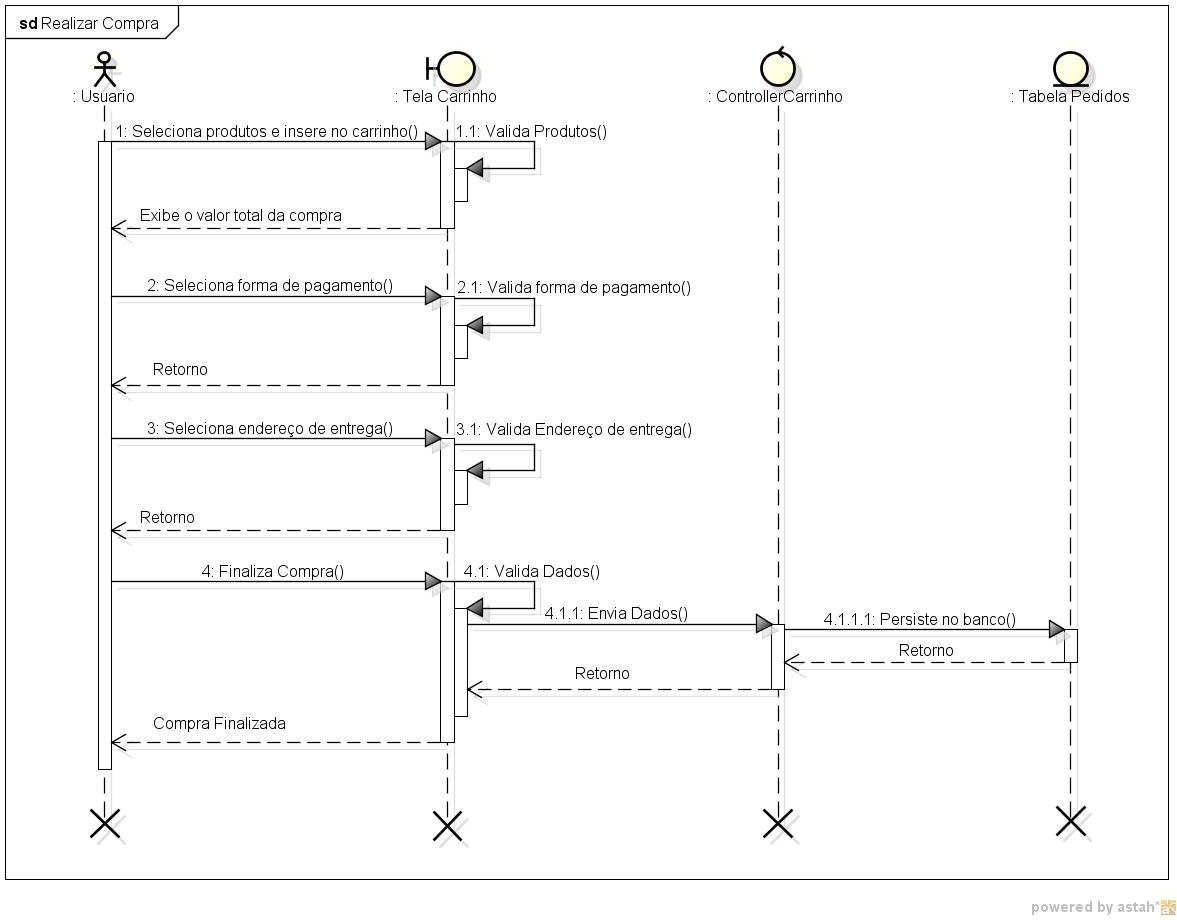 sd Realizar Compra
: Usuario
: Tela Carrinho
: ControllerCarrinho
: Tabela Pedidos
1: Seleciona produtos e insere no carrinho()
1.1: Valida Produtos()
Exibe o valor total da compra
2: Seleciona forma de pagamento()
2.1: Valida forma de pagamento()
Retorno
3: Seleciona endereço de entrega()
3.1: Valida Endereço de entrega()
Retorno
4: Finaliza Compra()
4.1: Valida Dados()
4.1.1: Envia Dados()
4.1.1.1: Persiste no banco()
Retorno
Retorno
Compra Finalizada
powered by astah*